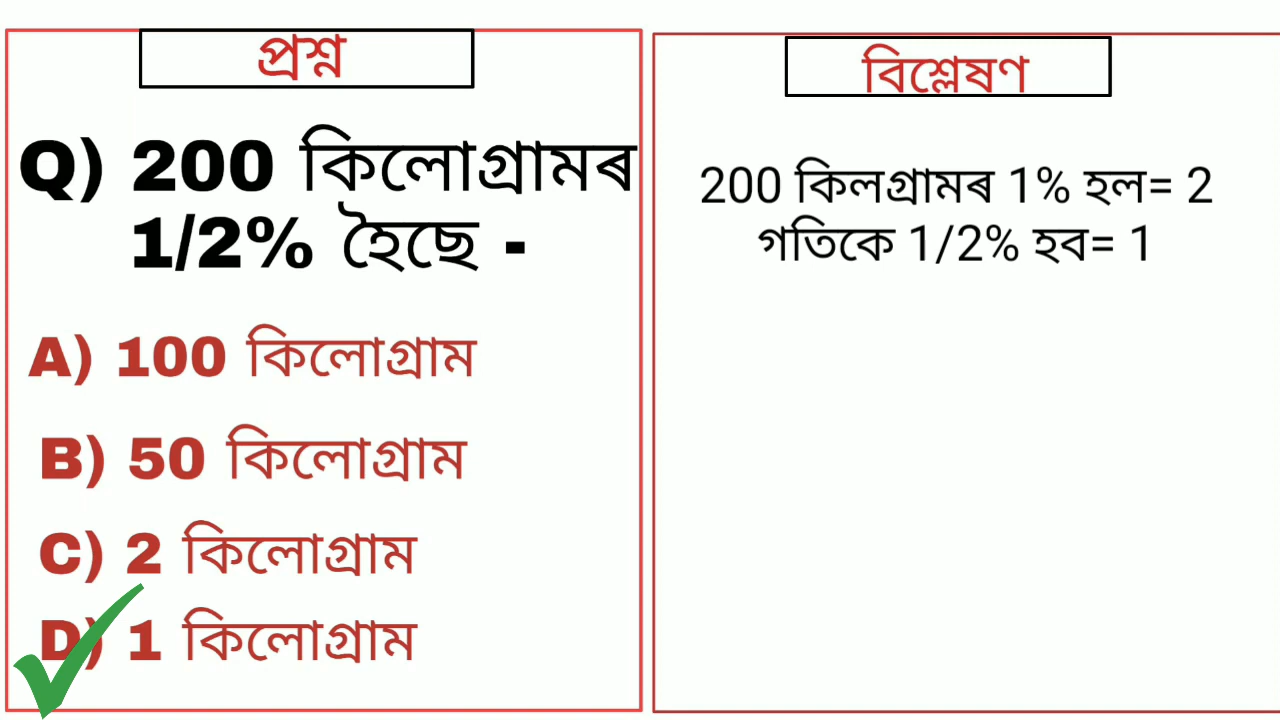 প্ৰশ্ন
Q) 200 কিলোগ্ৰামৰ
1/2% হৈছে -
A) 100 কিলোগ্ৰাম
B) 50 কিলোগ্ৰাম
C) 2 কিলোগ্ৰাম
D) 1 কিলোগ্ৰাম
বিশ্লেষণ
200 কিলগ্ৰামৰ 1% হল= 2
গতিকে 1/2% হব= 1